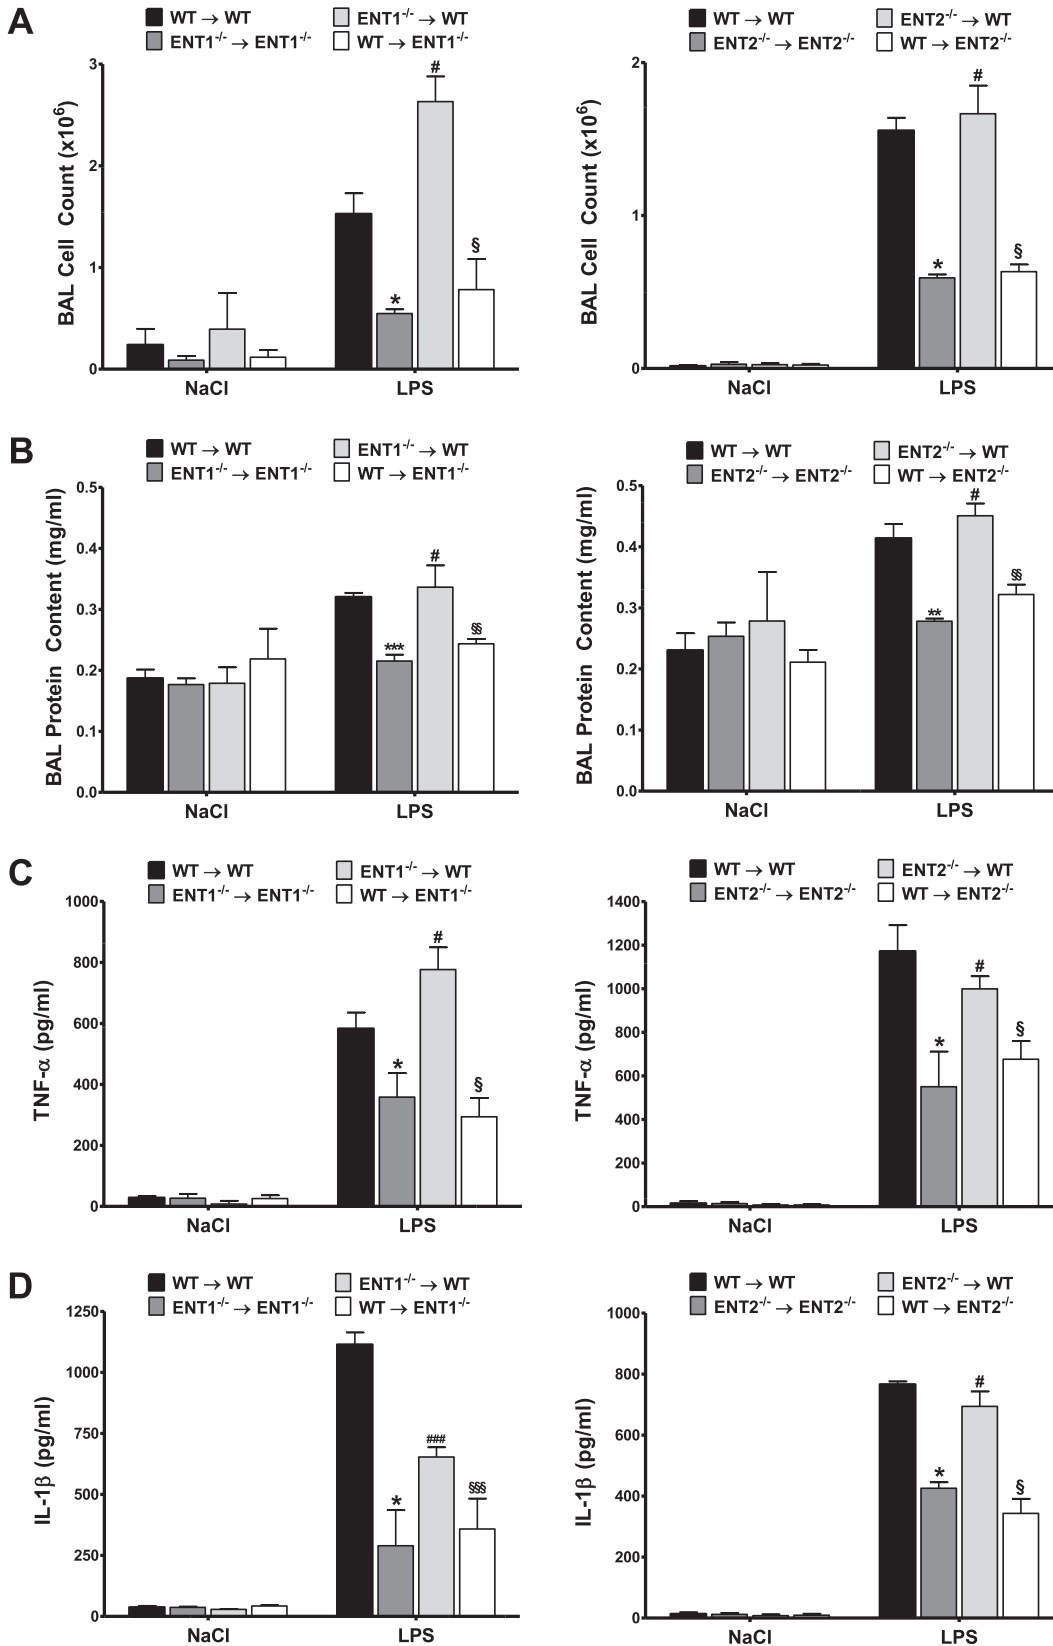 A
WT → WT
ENT1-/- → WT
ENT1-/- → ENT1-/-
WT → ENT1-/-
BAL Cell Count (x10⁶)
3
2
1
0
#
*
§
NaCl
LPS
WT → WT
ENT2-/- → WT
ENT2-/- → ENT2-/-
WT → ENT2-/-
BAL Cell Count (x10⁶)
2
1
0
#
*
§
NaCl
LPS
B
WT → WT
ENT1-/- → WT
ENT1-/- → ENT1-/-
WT → ENT1-/-
BAL Protein Content (mg/ml)
0.5
0.4
0.3
0.2
0.1
0.0
#
***
§§
NaCl
LPS
WT → WT
ENT2-/- → WT
ENT2-/- → ENT2-/-
WT → ENT2-/-
BAL Protein Content (mg/ml)
0.5
0.4
0.3
0.2
0.1
0.0
#
**
§§
NaCl
LPS
C
WT → WT
ENT1-/- → WT
ENT1-/- → ENT1-/-
WT → ENT1-/-
TNF-α (pg/ml)
1000
800
600
400
200
0
#
*
§
NaCl
LPS
WT → WT
ENT2-/- → WT
ENT2-/- → ENT2-/-
WT → ENT2-/-
TNF-α (pg/ml)
1400
1200
1000
800
600
400
200
0
#
*
§
NaCl
LPS
D
WT → WT
ENT1-/- → WT
ENT1-/- → ENT1-/-
WT → ENT1-/-
IL-1β (pg/ml)
1250
1000
750
500
250
0
###
*
§§§
NaCl
LPS
WT → WT
ENT2-/- → WT
ENT2-/- → ENT2-/-
WT → ENT2-/-
IL-1β (pg/ml)
1000
800
600
400
200
0
#
*
§
NaCl
LPS